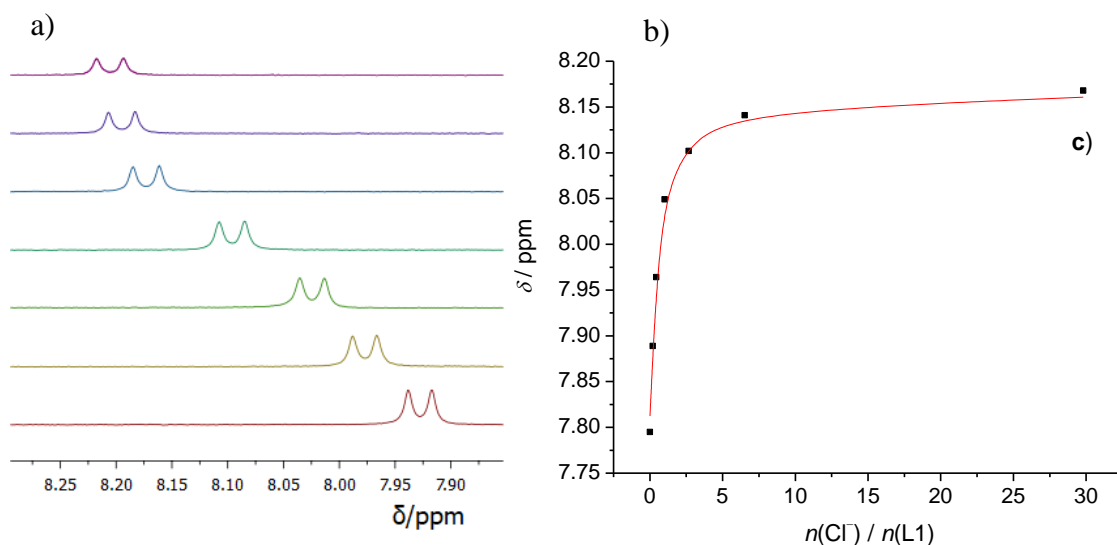 a)
8.25 8.20 8.15 8.10 8.05 8.00 7.95 7.90
δ/ppm
b)
8.20
8.15
8.10
8.05
8.00
7.95
7.90
7.85
7.80
7.75
δ / ppm
c)
0 5 10 15 20 25 30
n(Cl⁻) / n(L1)